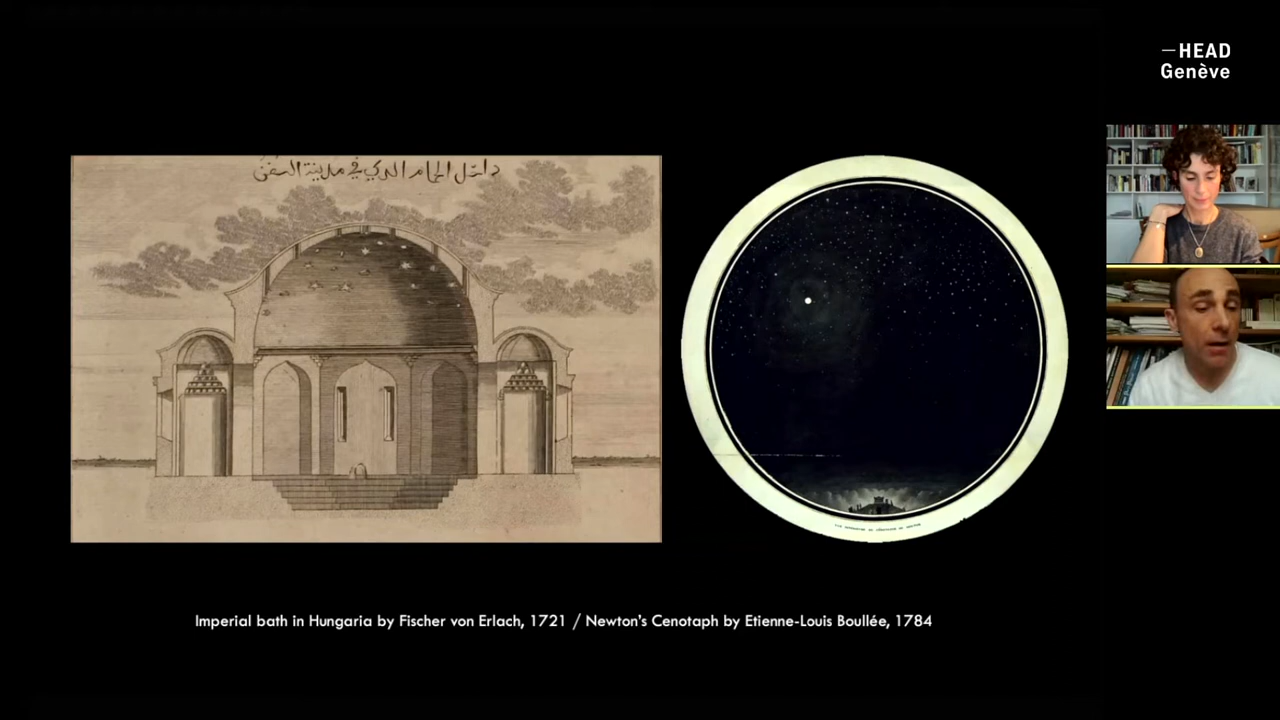 —HEAD
Genève
داخل الحمام التركي في مدينة
Imperial bath in Hungaria by Fischer von Erlach, 1721 / Newton's Cenotaph by Etienne-Louis Boullée, 1784